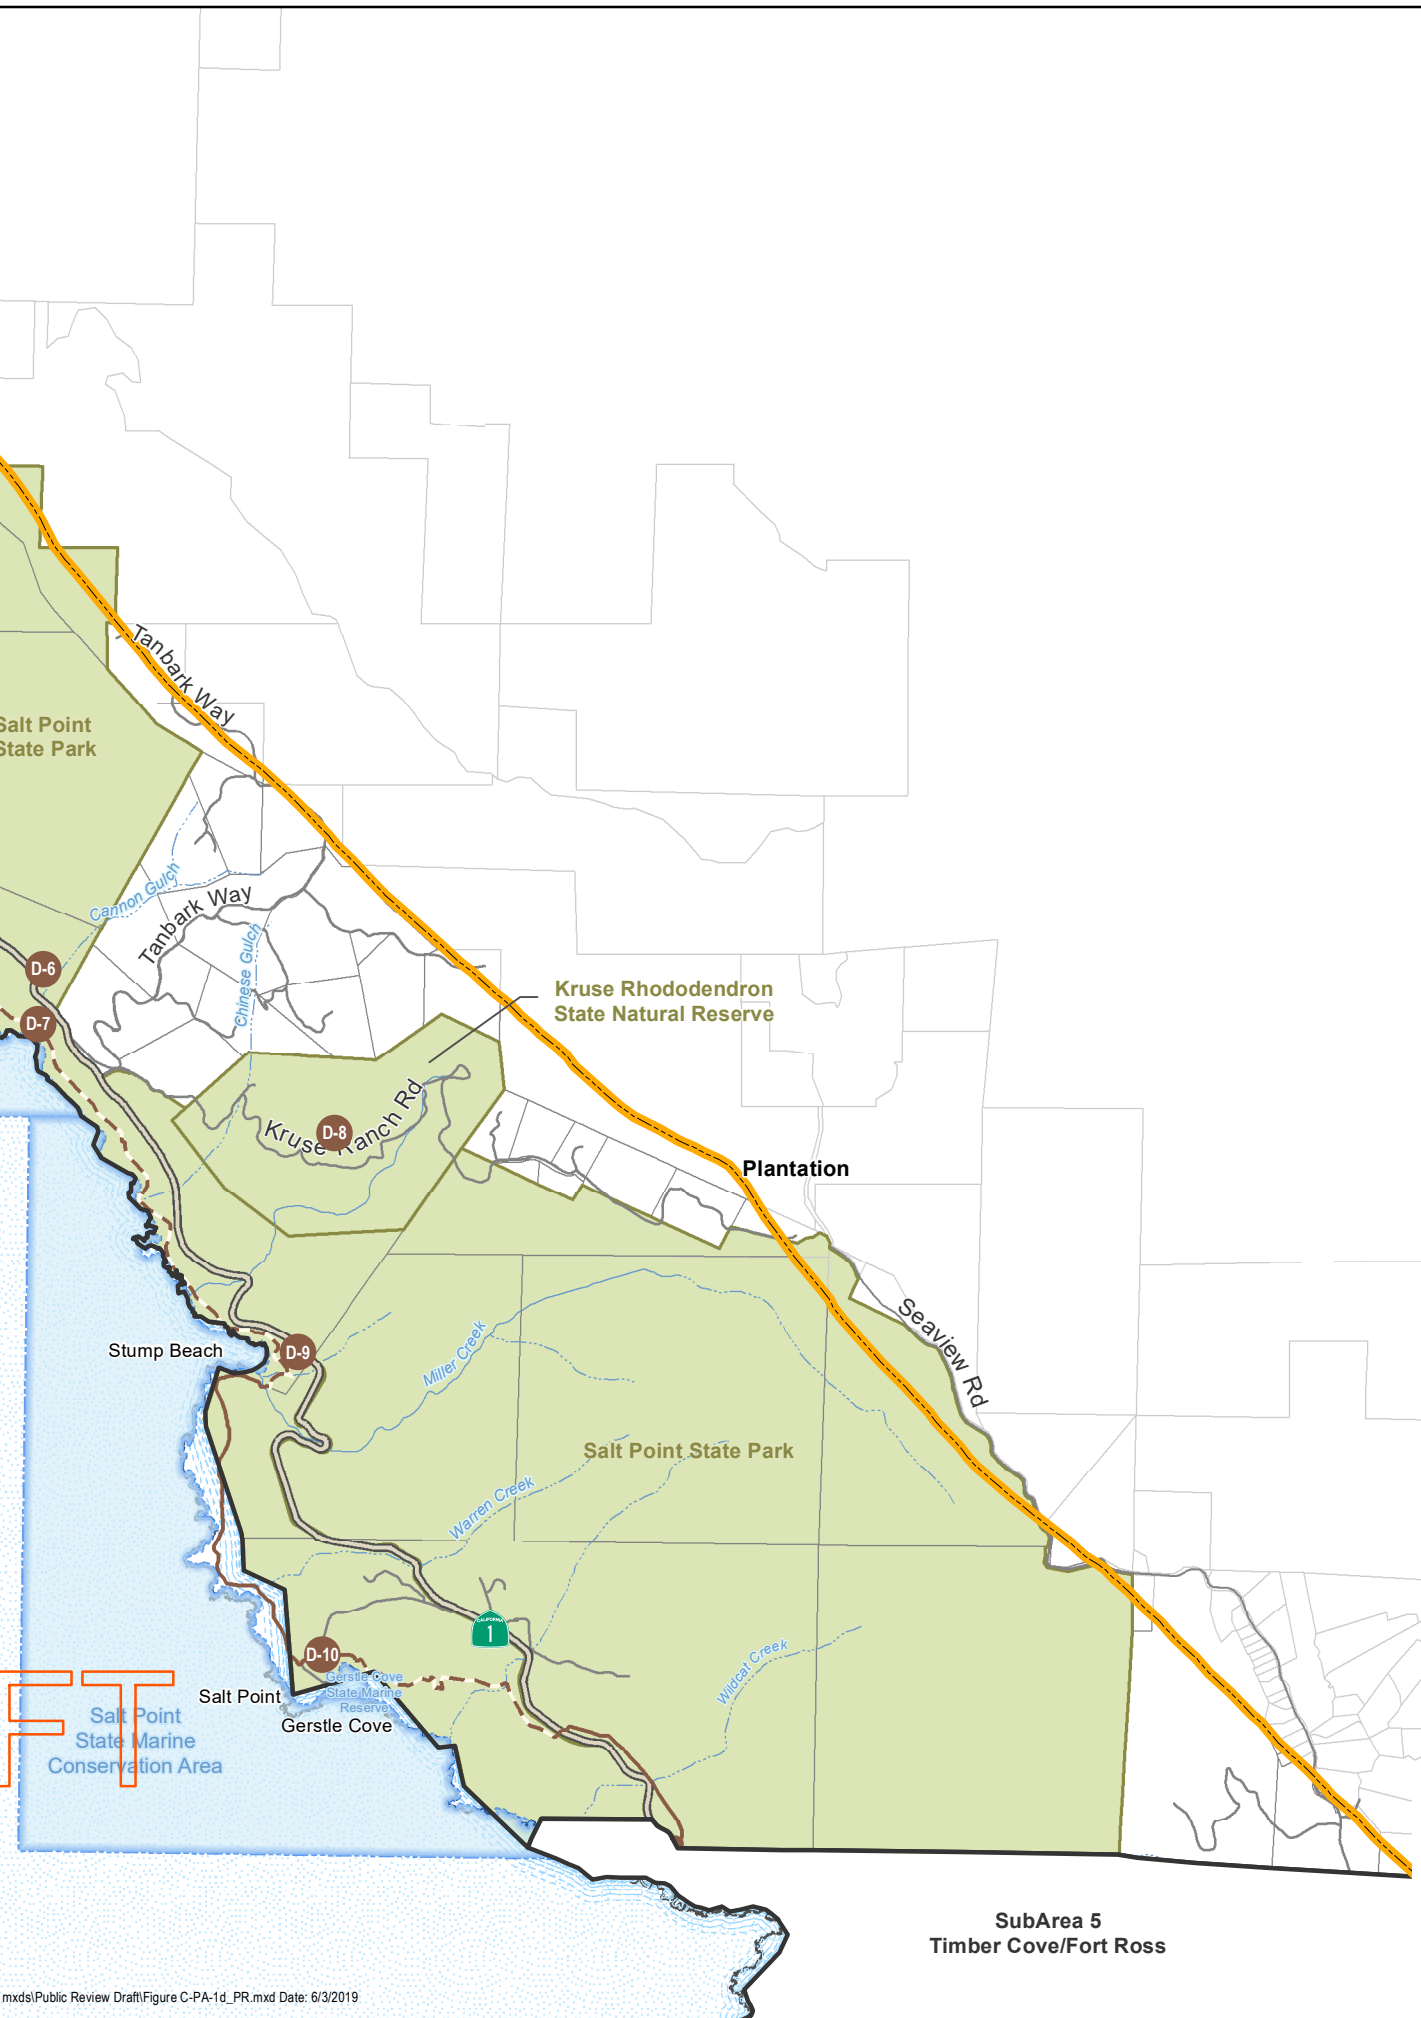 Tanbark Way
Salt Point
State Park
Cannon Gulch
Tanbark Way
Chinese Gulch
D-6
D-7
Kruse Rhododendron
State Natural Reserve
Kruse Ranch Rd
D-8
Plantation
Seaview Rd
Stump Beach
D-9
Miller Creek
Salt Point State Park
Warren Creek
CALIFORNIA
1
Wildcat Creek
D-10
Gerstle Cove
State Marine
Reserve
Salt Point
Gerstle Cove
FT
Salt Point
State Marine
Conservation Area
SubArea 5
Timber Cove/Fort Ross
mxds\Public Review Draft\Figure C-PA-1d_PR.mxd Date: 6/3/2019